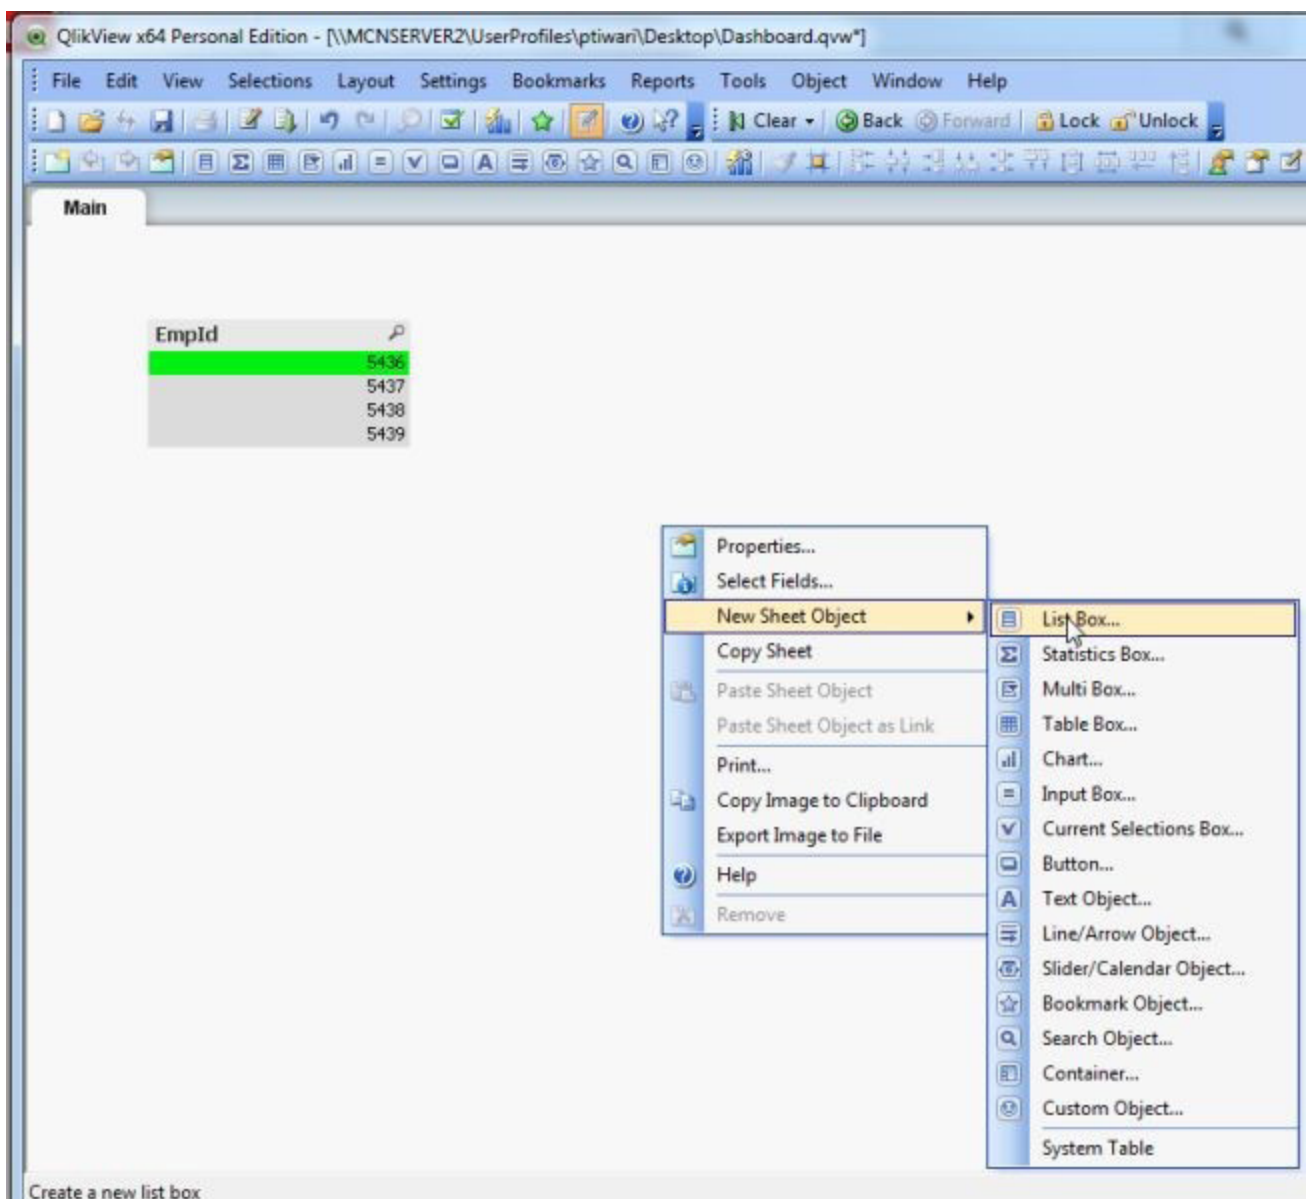 QlikView x64 Personal Edition - [\\MCNSERVER2\UserProfiles\ptiwari\Desktop\Dashboard.qvw*]
File Edit View Selections Layout Settings Bookmarks Reports Tools Object Window Help
Clear Back Forward Lock Unlock
Main
EmpId
5436
5437
5438
5439
Properties...
Select Fields...
New Sheet Object
Copy Sheet
Paste Sheet Object
Paste Sheet Object as Link
Print...
Copy Image to Clipboard
Export Image to File
Help
Remove
List Box...
Statistics Box...
Multi Box...
Table Box...
Chart...
Input Box...
Current Selections Box...
Button...
Text Object...
Line/Arrow Object...
Slider/Calendar Object...
Bookmark Object...
Search Object...
Container...
Custom Object...
System Table
Create a new list box